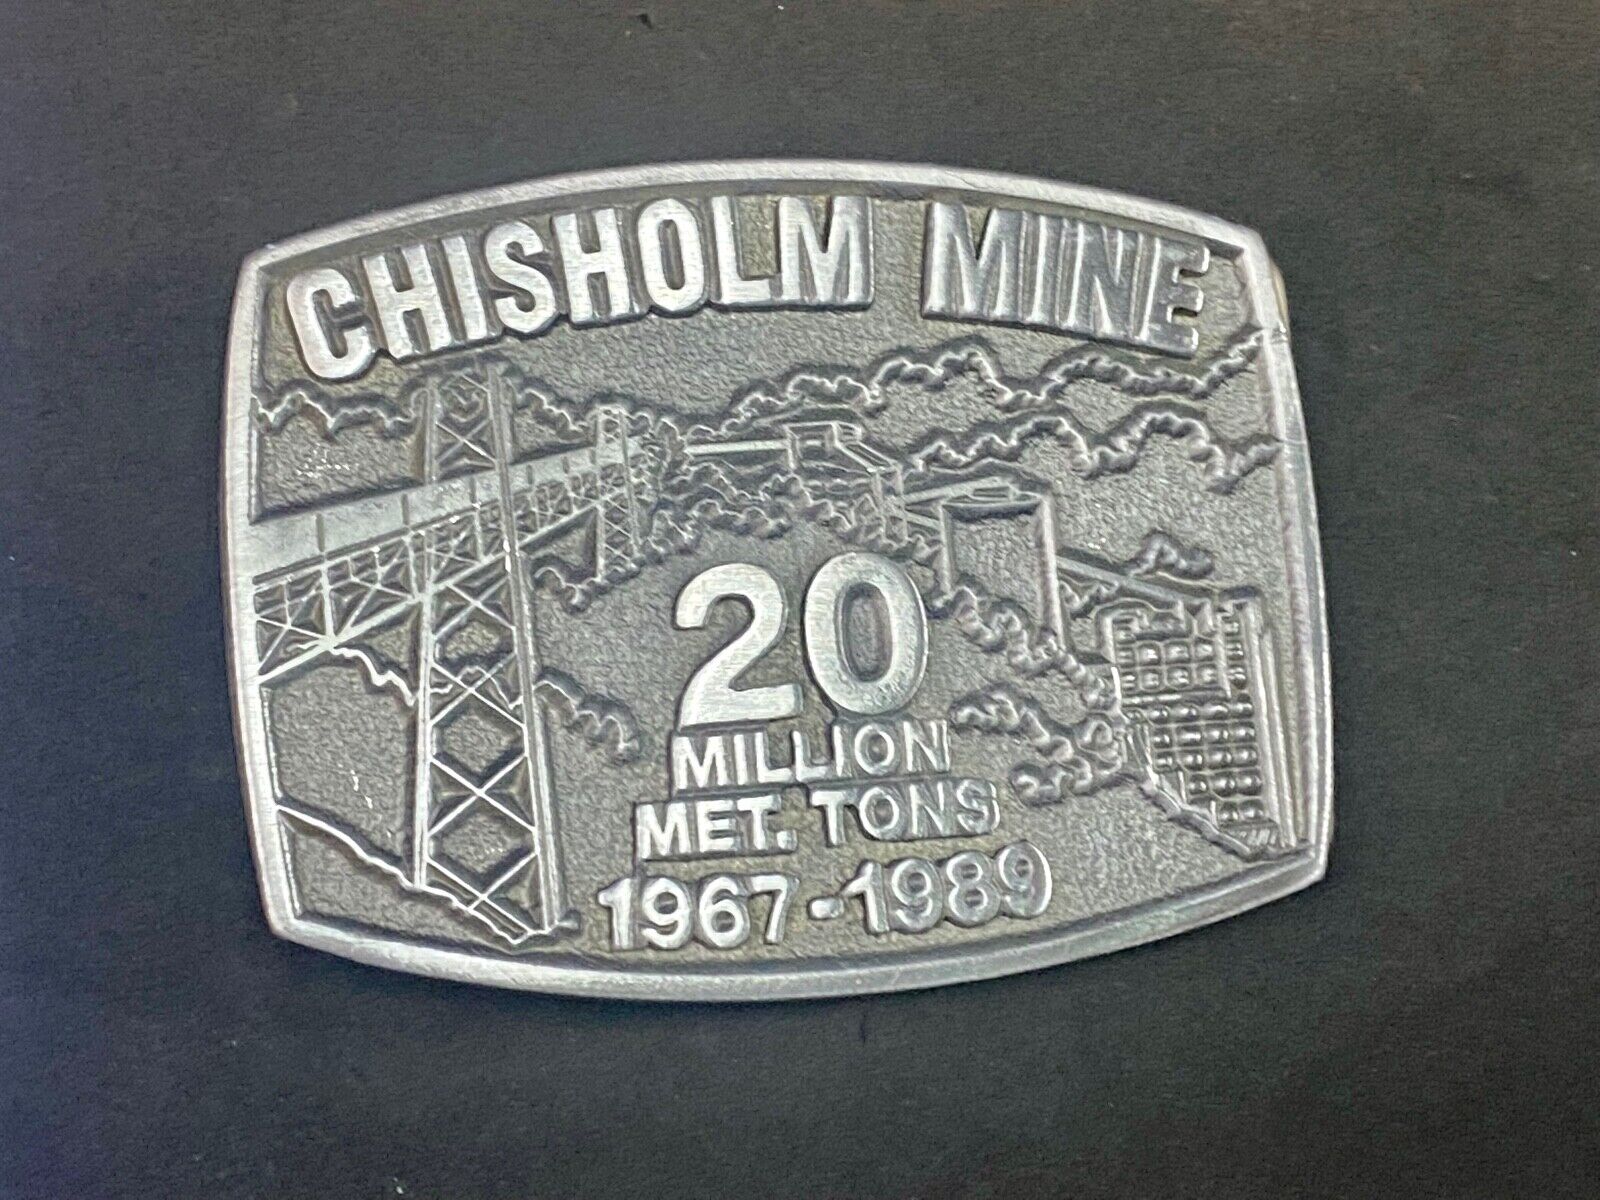 CHISHOLM MINE
20
MILLION
MET. TONS
1967-1989